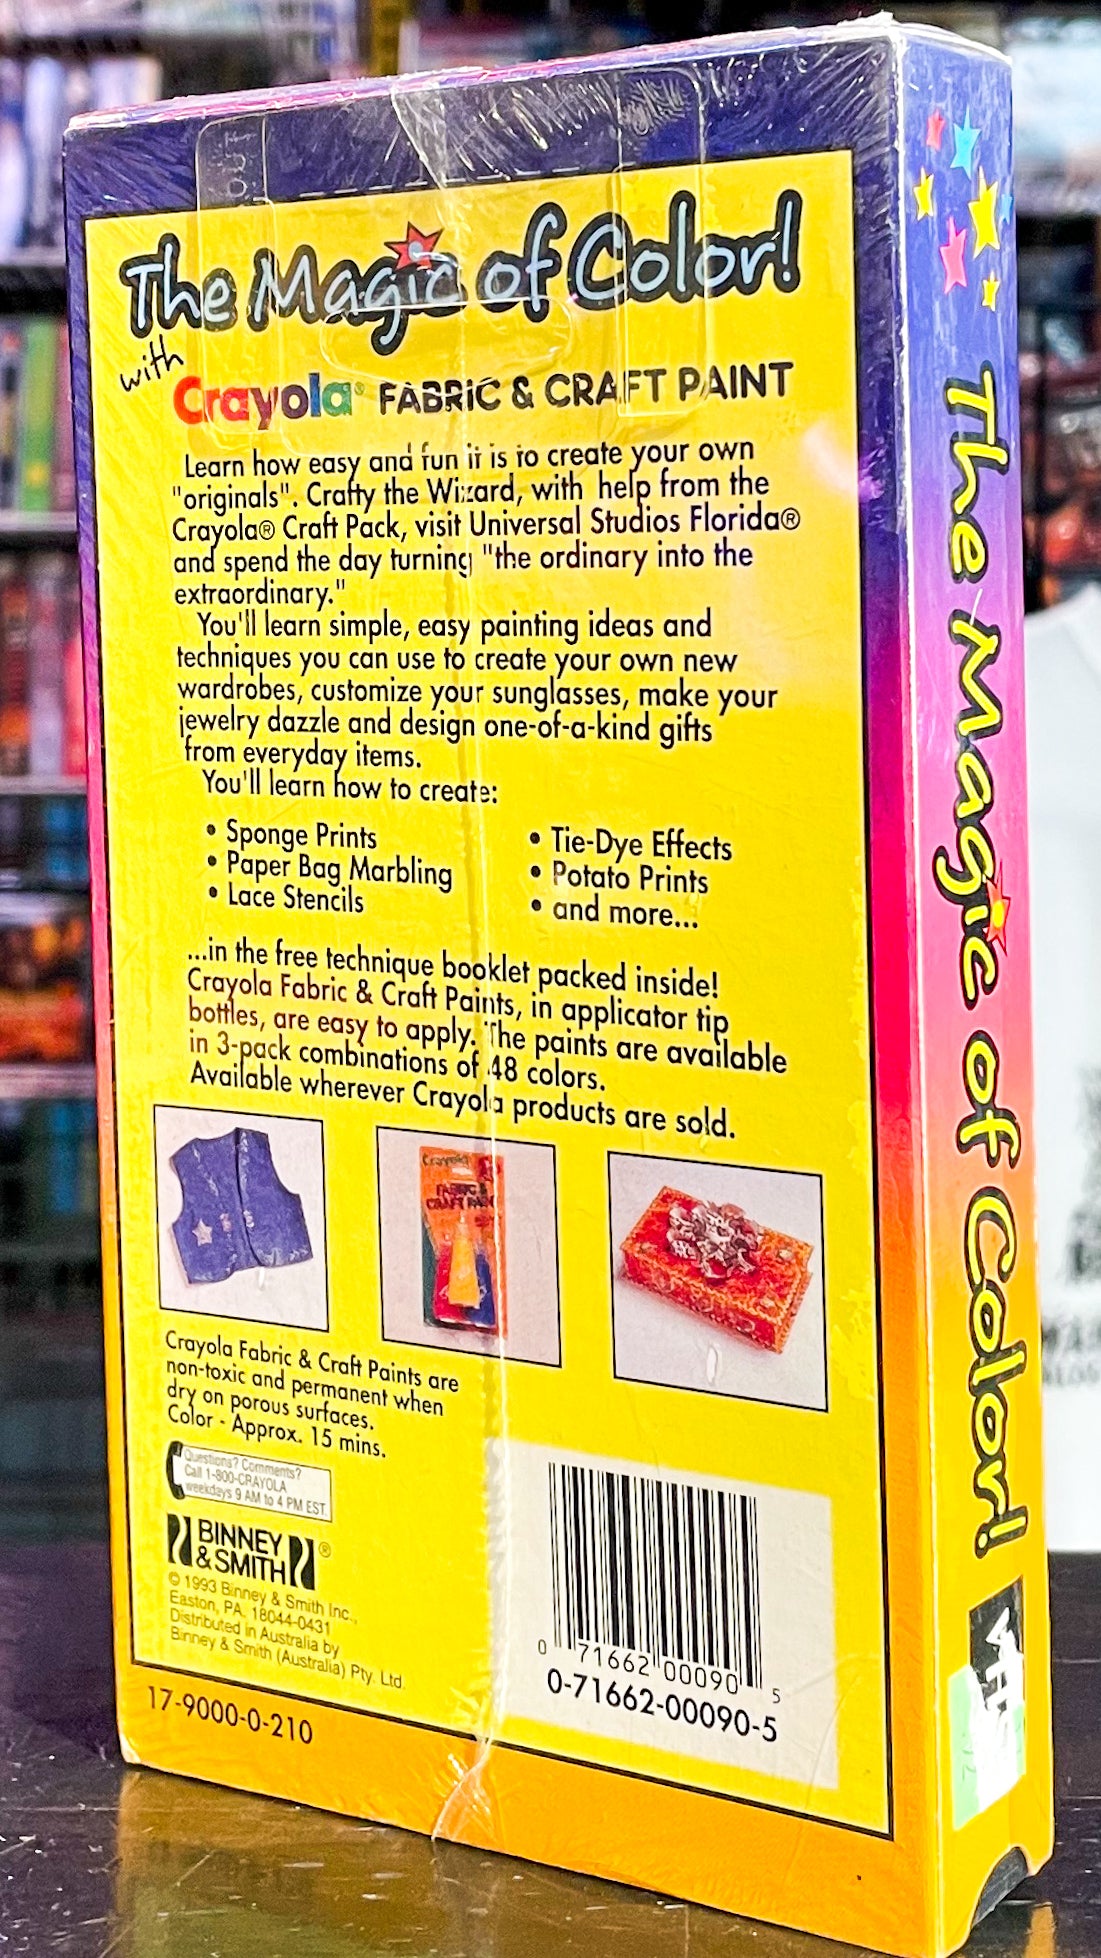 The Magic of Color!
with
Crayola® FABRIC & CRAFT PAINT
Learn how easy and fun it is to create your own
"originals". Crafty the Wizard, with help from the
Crayola® Craft Pack, visit Universal Studios Florida®
and spend the day turning "the ordinary into the
extraordinary."
You'll learn simple, easy painting ideas and
techniques you can use to create your own new
wardrobes, customize your sunglasses, make your
jewelry dazzle and design one-of-a-kind gifts
from everyday items.
You'll learn how to create:
• Sponge Prints
• Paper Bag Marbling
• Lace Stencils
• Tie-Dye Effects
• Potato Prints
• and more...
...in the free technique booklet packed inside!
Crayola Fabric & Craft Paints, in applicator tip
bottles, are easy to apply. The paints are available
in 3-pack combinations of 48 colors.
Available wherever Crayola products are sold.
Crayola
FABRIC &
CRAFT PAINT
Crayola Fabric & Craft Paints are
non-toxic and permanent when
dry on porous surfaces.
Color - Approx. 15 mins.
Questions? Comments?
Call 1-800-CRAYOLA
weekdays 9 AM to 4 PM EST.
BINNEY
& SMITH ®
© 1993 Binney & Smith Inc.,
Easton, PA. 18044-0431
Distributed in Australia by
Binney & Smith (Australia) Pty. Ltd.
17-9000-0-210
0 71662 00090 5
0-71662-00090-5
The Magic of Color!
VHS